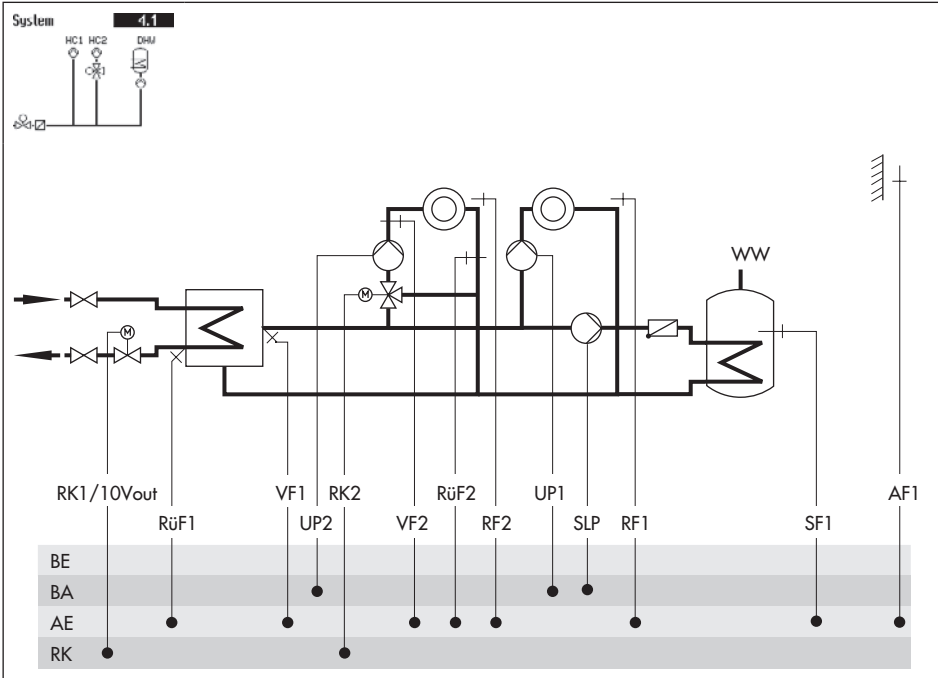 System 4.1
HC1 HC2 DHW
WW
M
M
RK1/10Vout VF1 RK2 RüF2 UP1 AF1
RüF1 UP2 VF2 RF2 SLP RF1 SF1
BE
BA
AE
RK